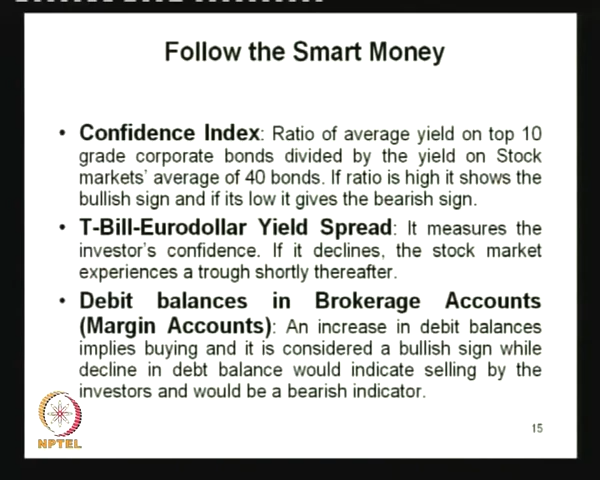 Follow the Smart Money
• Confidence Index: Ratio of average yield on top 10
grade corporate bonds divided by the yield on Stock
markets' average of 40 bonds. If ratio is high it shows the
bullish sign and if its low it gives the bearish sign.
• T-Bill-Eurodollar Yield Spread: It measures the
investor's confidence. If it declines, the stock market
experiences a trough shortly thereafter.
• Debit balances in Brokerage Accounts
(Margin Accounts): An increase in debit balances
implies buying and it is considered a bullish sign while
decline in debt balance would indicate selling by the
investors and would be a bearish indicator.
NPTEL
15